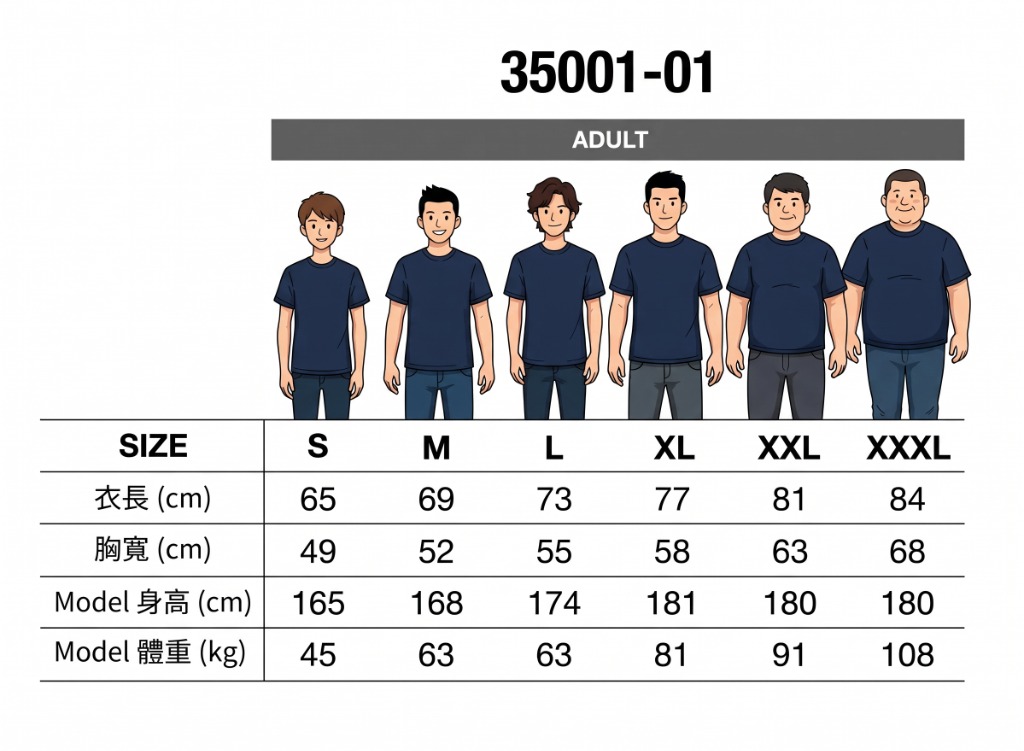 35001-01
ADULT
SIZE S M L XL XXL XXXL
衣長 (cm) 65 69 73 77 81 84
胸寬 (cm) 49 52 55 58 63 68
Model 身高 (cm) 165 168 174 181 180 180
Model 體重 (kg) 45 63 63 81 91 108